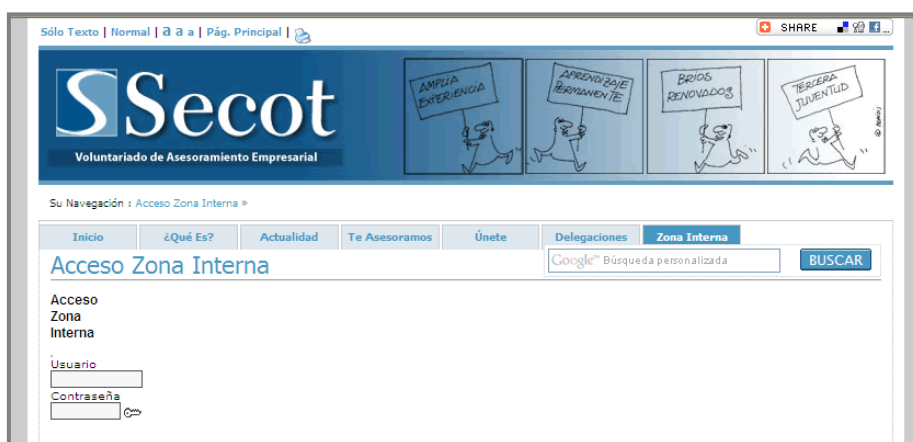 Sólo Texto | Normal | a a a | Pág. Principal |
SHARE ...
SSecot
Voluntariado de Asesoramiento Empresarial
AMPLIA
EXPERIENCIA
APRENDIZAJE
PERMANENTE
BRIOS
RENOVADOS
TERCERA
JUVENTUD
Su Navegación : Acceso Zona Interna »
Inicio ¿Qué Es? Actualidad Te Asesoramos Únete Delegaciones Zona Interna
Acceso Zona Interna
Google™ Búsqueda personalizada BUSCAR
Acceso
Zona
Interna
.
Usuario
Contraseña